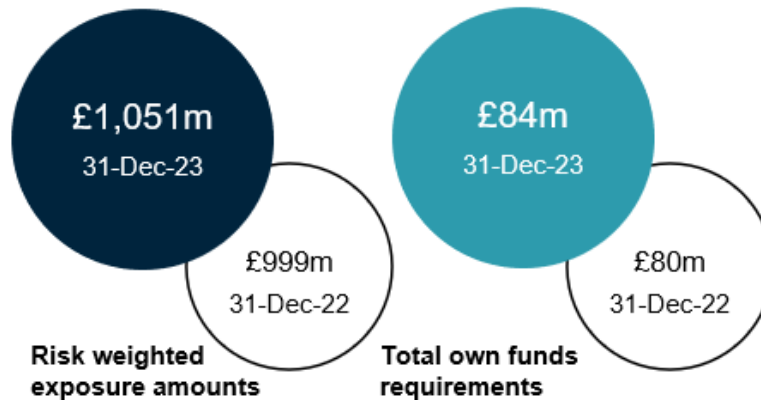 £1,051m
31-Dec-23
£999m
31-Dec-22
Risk weighted
exposure amounts
£84m
31-Dec-23
£80m
31-Dec-22
Total own funds
requirements